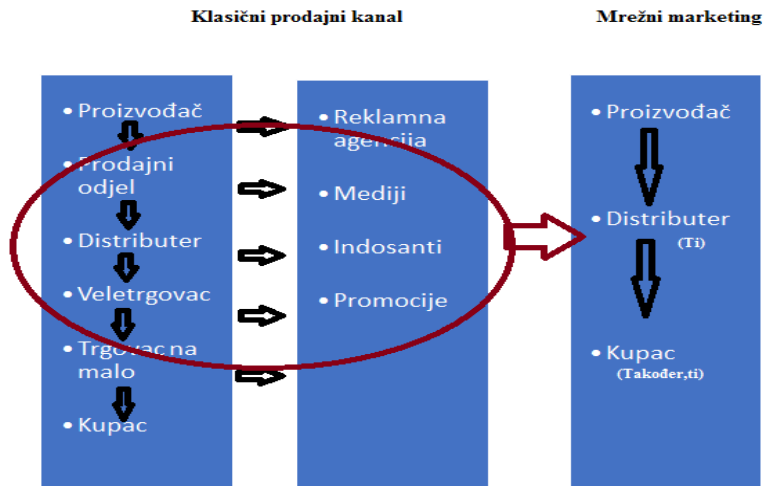 Klasični prodajni kanal
Mrežni marketing
• Proizvođač
• Prodajni
odjel
• Distributer
• Veletrgovac
• Trgovac na
malo
• Kupac
• Reklamna
agencija
• Mediji
• Indosanti
• Promocije
• Proizvođač
• Distributer
(Ti)
• Kupac
(Također,ti)